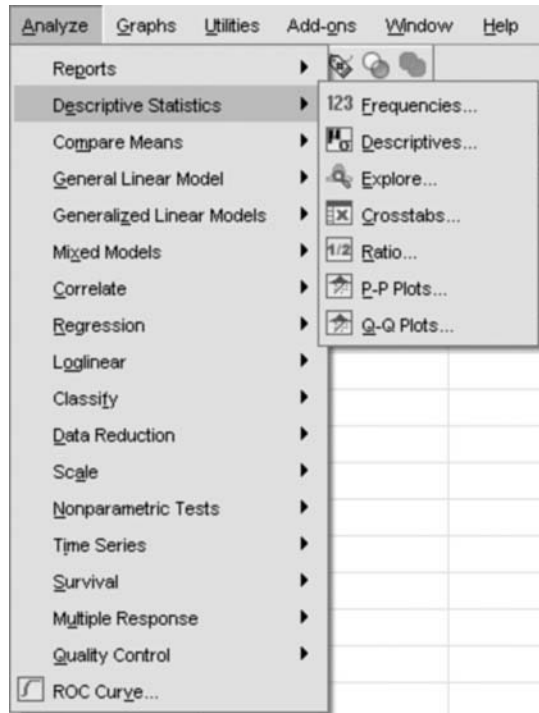 Analyze Graphs Utilities Add-ons Window Help
Reports
Descriptive Statistics
Compare Means
General Linear Model
Generalized Linear Models
Mixed Models
Correlate
Regression
Loglinear
Classify
Data Reduction
Scale
Nonparametric Tests
Time Series
Survival
Multiple Response
Quality Control
ROC Curve...
123 Frequencies...
μσ Descriptives...
Explore...
Crosstabs...
1/2 Ratio...
P-P Plots...
Q-Q Plots...